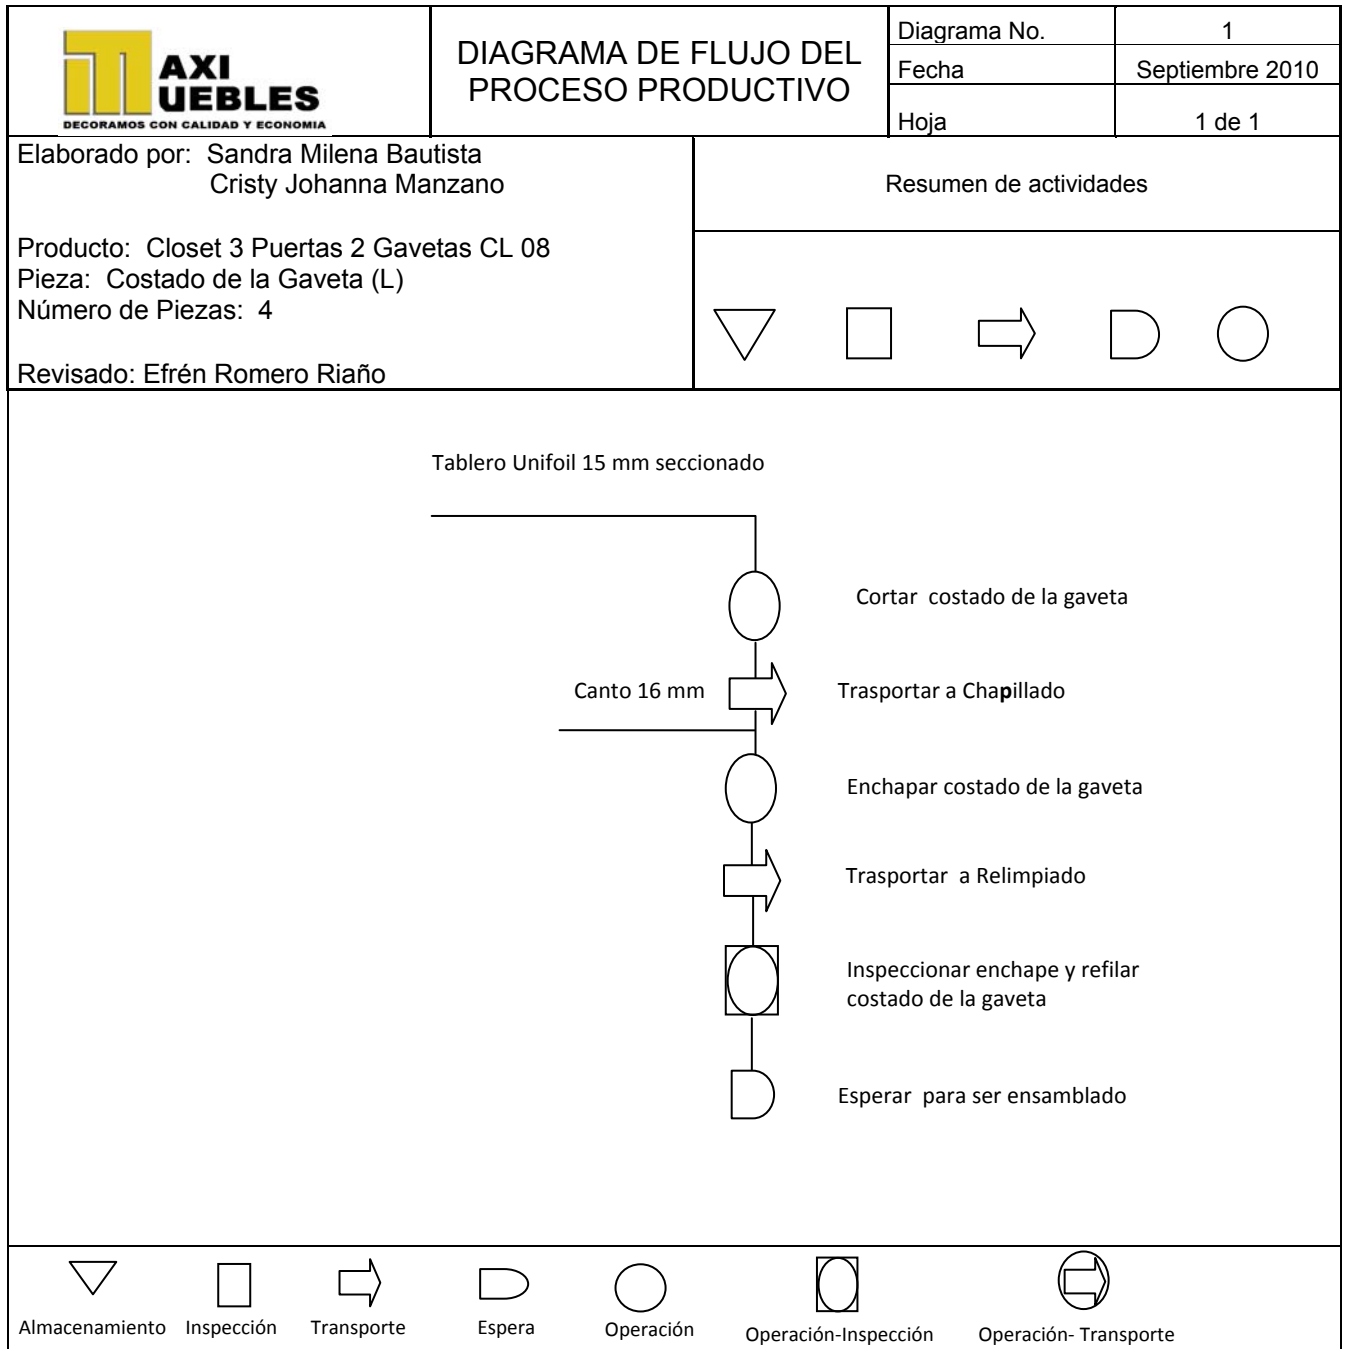 AXI
UEBLES
DECORAMOS CON CALIDAD Y ECONOMIA
DIAGRAMA DE FLUJO DEL
PROCESO PRODUCTIVO
Diagrama No. 1
Fecha Septiembre 2010
Hoja 1 de 1
Elaborado por: Sandra Milena Bautista
Cristy Johanna Manzano
Producto: Closet 3 Puertas 2 Gavetas CL 08
Pieza: Costado de la Gaveta (L)
Número de Piezas: 4
Revisado: Efrén Romero Riaño
Resumen de actividades
Tablero Unifoil 15 mm seccionado
Cortar costado de la gaveta
Canto 16 mm
Trasportar a Chapillado
Enchapar costado de la gaveta
Trasportar a Relimpiado
Inspeccionar enchape y refilar
costado de la gaveta
Esperar para ser ensamblado
Almacenamiento Inspección Transporte Espera Operación Operación-Inspección Operación- Transporte